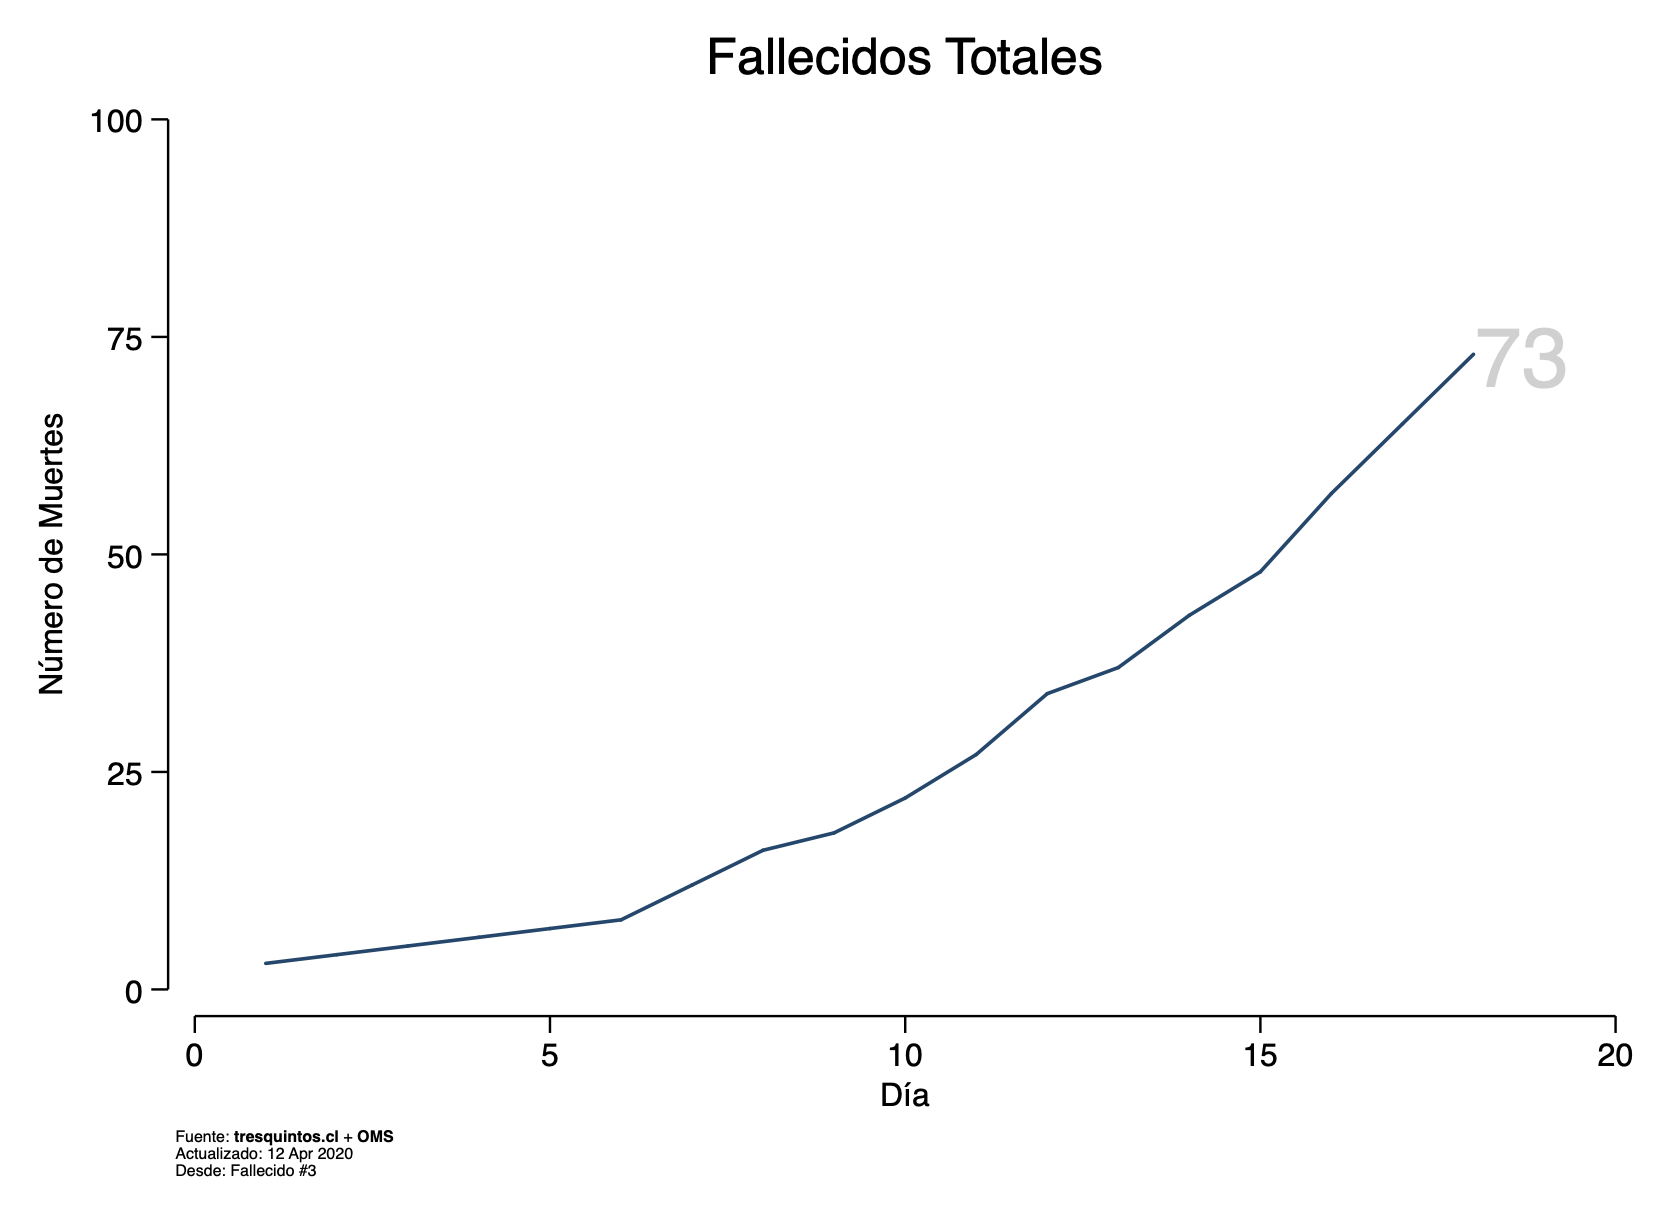 Fallecidos Totales
100
75
50
25
0
Número de Muertes
73
0 5 10 15 20
Día
Fuente: tresquintos.cl + OMS
Actualizado: 12 Apr 2020
Desde: Fallecido #3